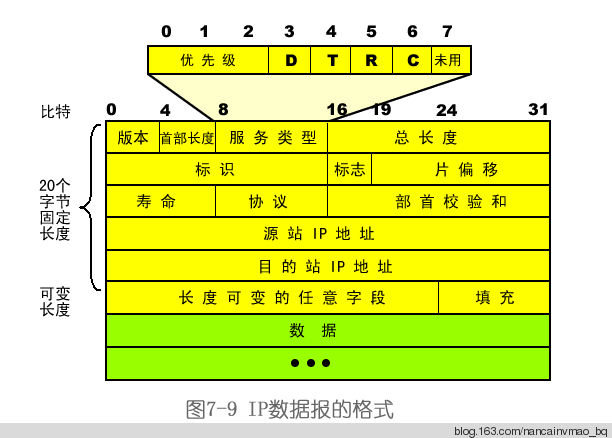 0 1 2 3 4 5 6 7
优先级 D T R C 未用
比特 0 4 8 16 19 24 31
版本 首部长度 服务类型 总长度
标识 标志 片偏移
20个
字节
固定
长度
寿命 协议 部首校验和
源站IP地址
目的站IP地址
可变
长度
长度可变的任意字段 填充
数据
•••
图7-9 IP数据报的格式
blog.163.com/nancainvmao_bq